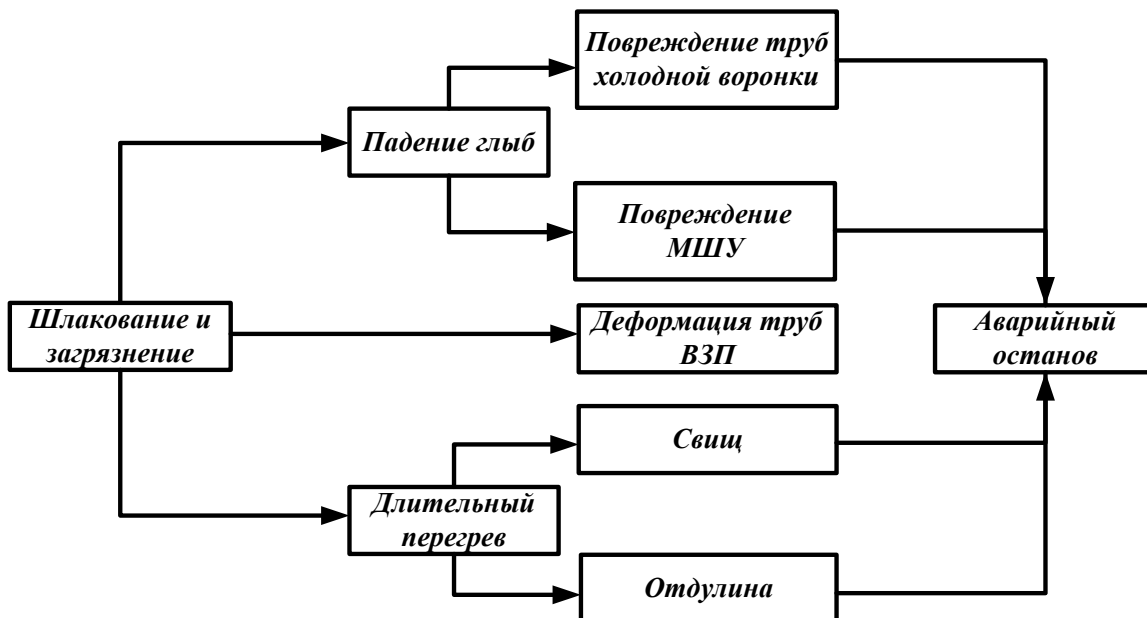 Повреждение труб
холодной воронки
Падение глыб
Повреждение
МШУ
Шлакование и
загрязнение
Деформация труб
ВЗП
Аварийный
останов
Свищ
Длительный
перегрев
Отдулина